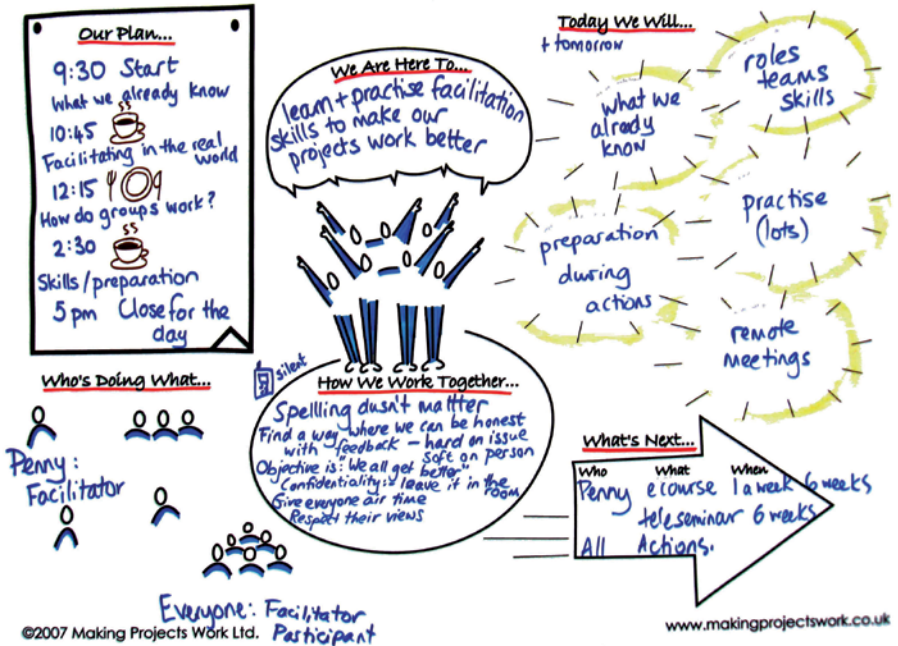 Our Plan...
9:30 Start
What we already know
10:45
Facilitating in the real
world
12:15
How do groups work?
2:30
Skills/preparation
5pm Close for the
day
We Are Here To...
learn + practise facilitation
skills to make our
projects work better
Today We Will...
+ tomorrow
what we
already
know
roles
teams
skills
preparation
during
actions
practise
(lots)
remote
meetings
Who's Doing What...
Penny:
Facilitator
Everyone: Facilitator
Participant
silent
How We Work Together...
Spelling dusn't mattter
Find a way where we can be honest
with feedback – hard on issue
soft on person
Objective is: "We all get better"
Confidentiality: leave it in the
room
Give everyone air time
Respect their views
What's Next...
Who What When
Penny ecourse 1 a week 6 weeks
teleseminar 6 weeks
All Actions.
©2007 Making Projects Work Ltd.
www.makingprojectswork.co.uk